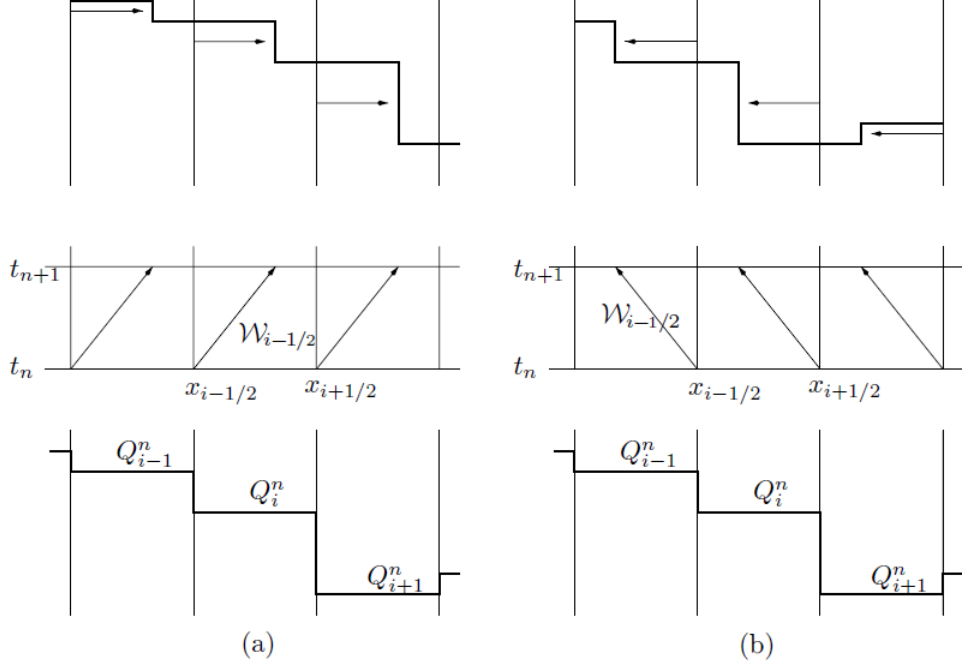 t_{n+1}
W_{i−1/2}
t_n
x_{i−1/2} x_{i+1/2}
Q^n_{i−1}
Q^n_i
Q^n_{i+1}
(a)
t_{n+1}
W_{i−1/2}
t_n
x_{i−1/2} x_{i+1/2}
Q^n_{i−1}
Q^n_i
Q^n_{i+1}
(b)